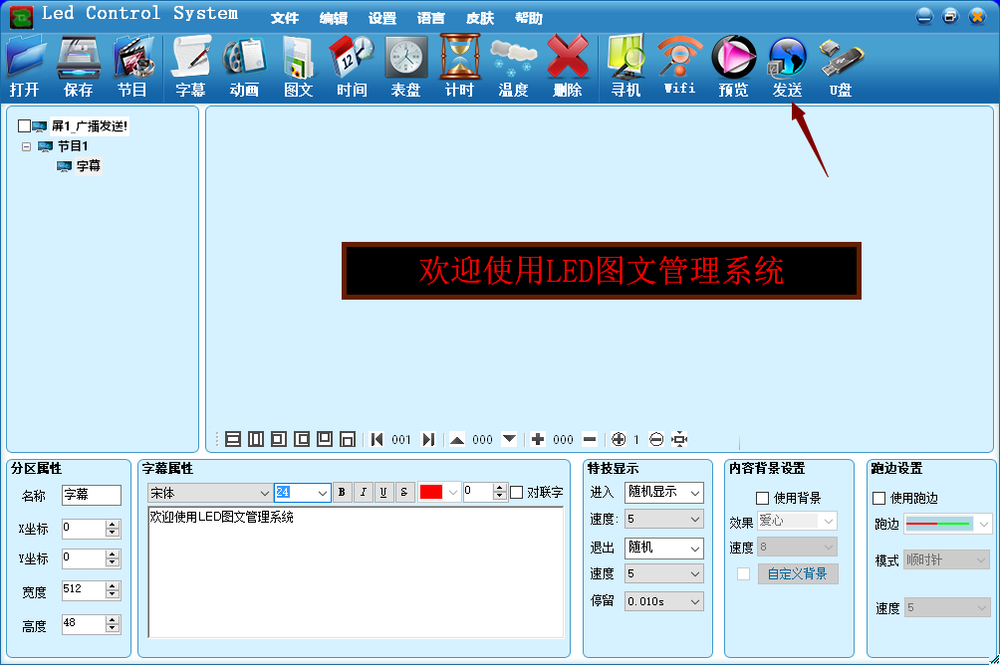 Led Control System
文件 编辑 设置 语言 皮肤 帮助
打开 保存 节目 字幕 动画 图文 时间 表盘 计时 温度 删除 寻机 Wifi 预览 发送 U盘
屏1_广播发送!
节目1
字幕
欢迎使用LED图文管理系统
001 000 000 1
分区属性
名称 字幕
X坐标 0
Y坐标 0
宽度 512
高度 48
字幕属性
宋体 24 B I U S 0 对联字
欢迎使用LED图文管理系统
特技显示
进入 随机显示
速度: 5
退出 随机
速度 5
停留 0.010s
内容背景设置
使用背景
效果 爱心
速度 8
自定义背景
跑边设置
使用跑边
跑边
模式 顺时针
速度 5